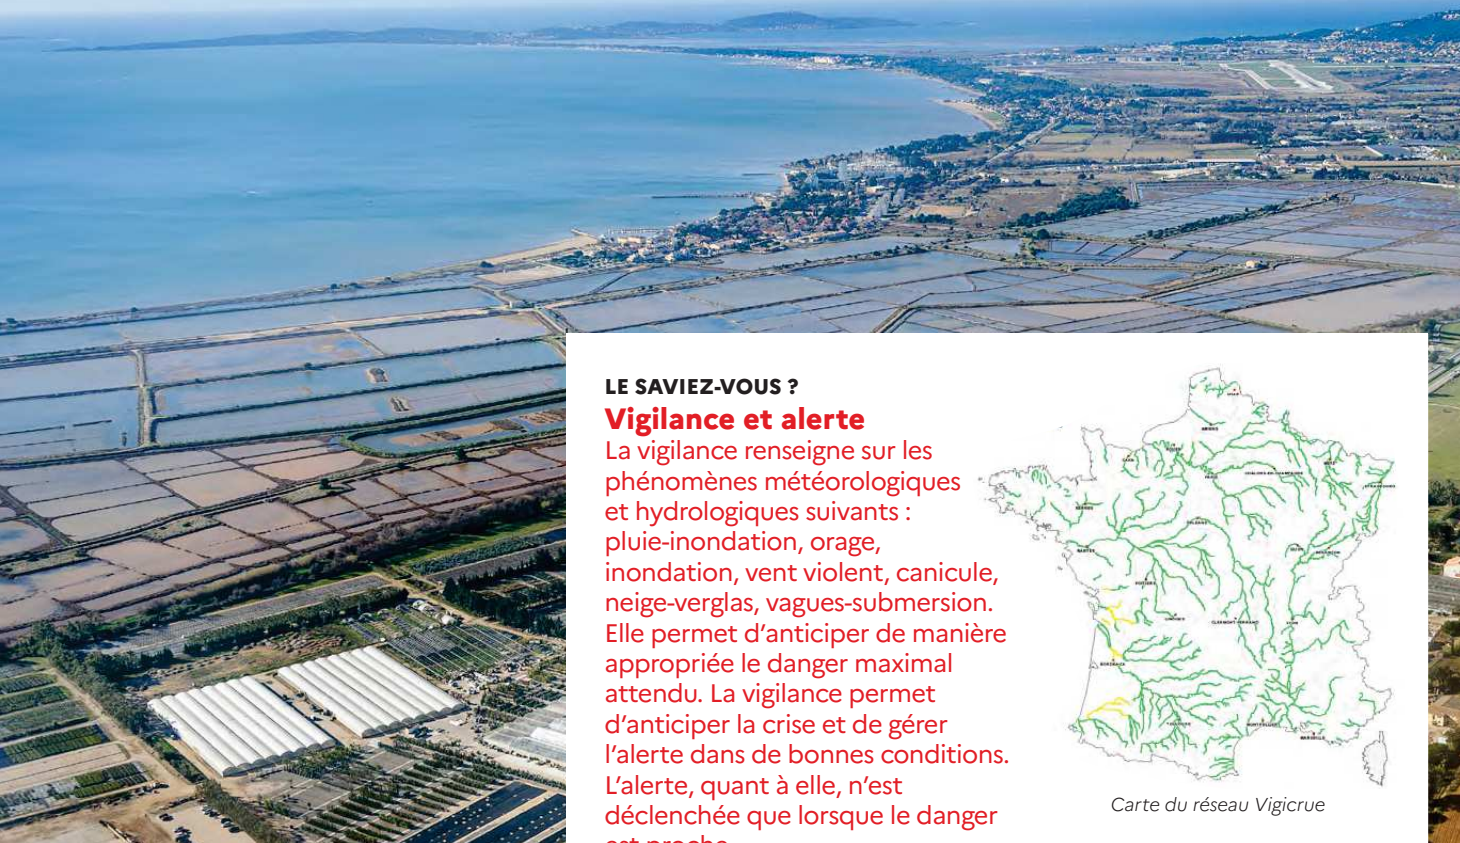 LE SAVIEZ-VOUS ?
Vigilance et alerte
La vigilance renseigne sur les
phénomènes météorologiques
et hydrologiques suivants :
pluie-inondation, orage,
inondation, vent violent, canicule,
neige-verglas, vagues-submersion.
Elle permet d’anticiper de manière
appropriée le danger maximal
attendu. La vigilance permet
d’anticiper la crise et de gérer
l’alerte dans de bonnes conditions.
L’alerte, quant à elle, n’est
déclenchée que lorsque le danger
est proche.
Carte du réseau Vigicrue